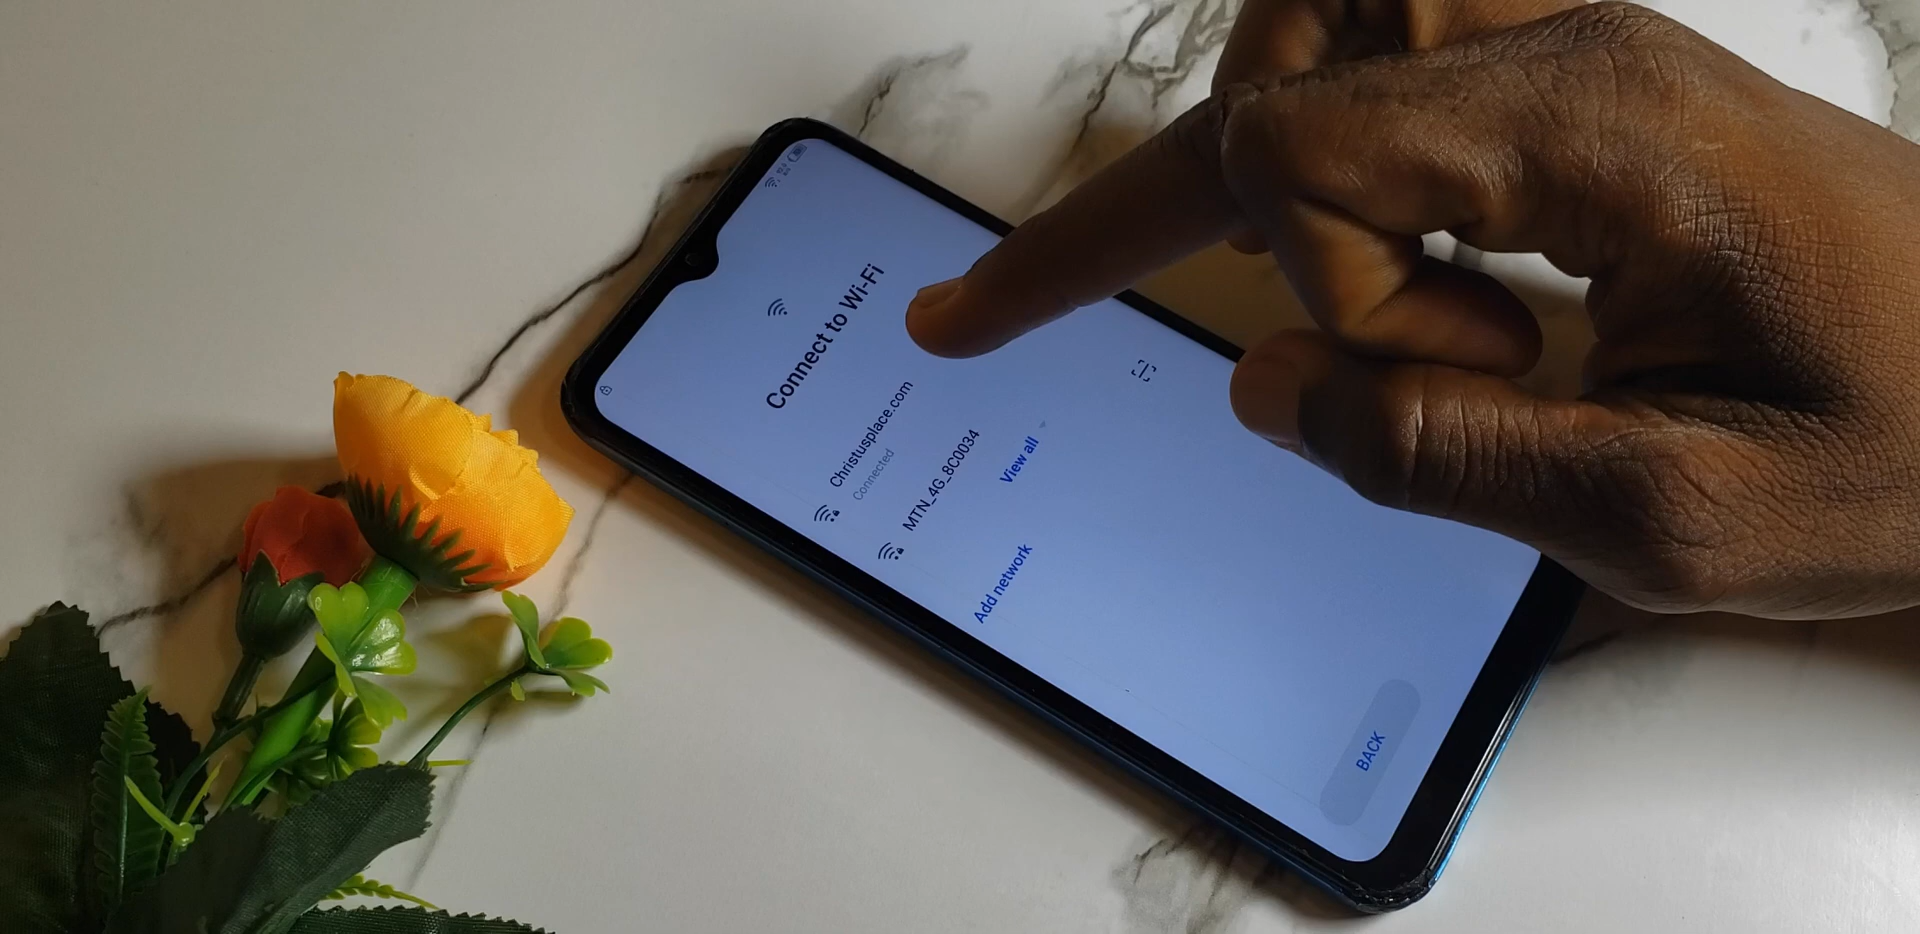 Connect to Wi-Fi
Christusplace.com
Connected
MTN_4G_8C0034
View all
Add network
BACK